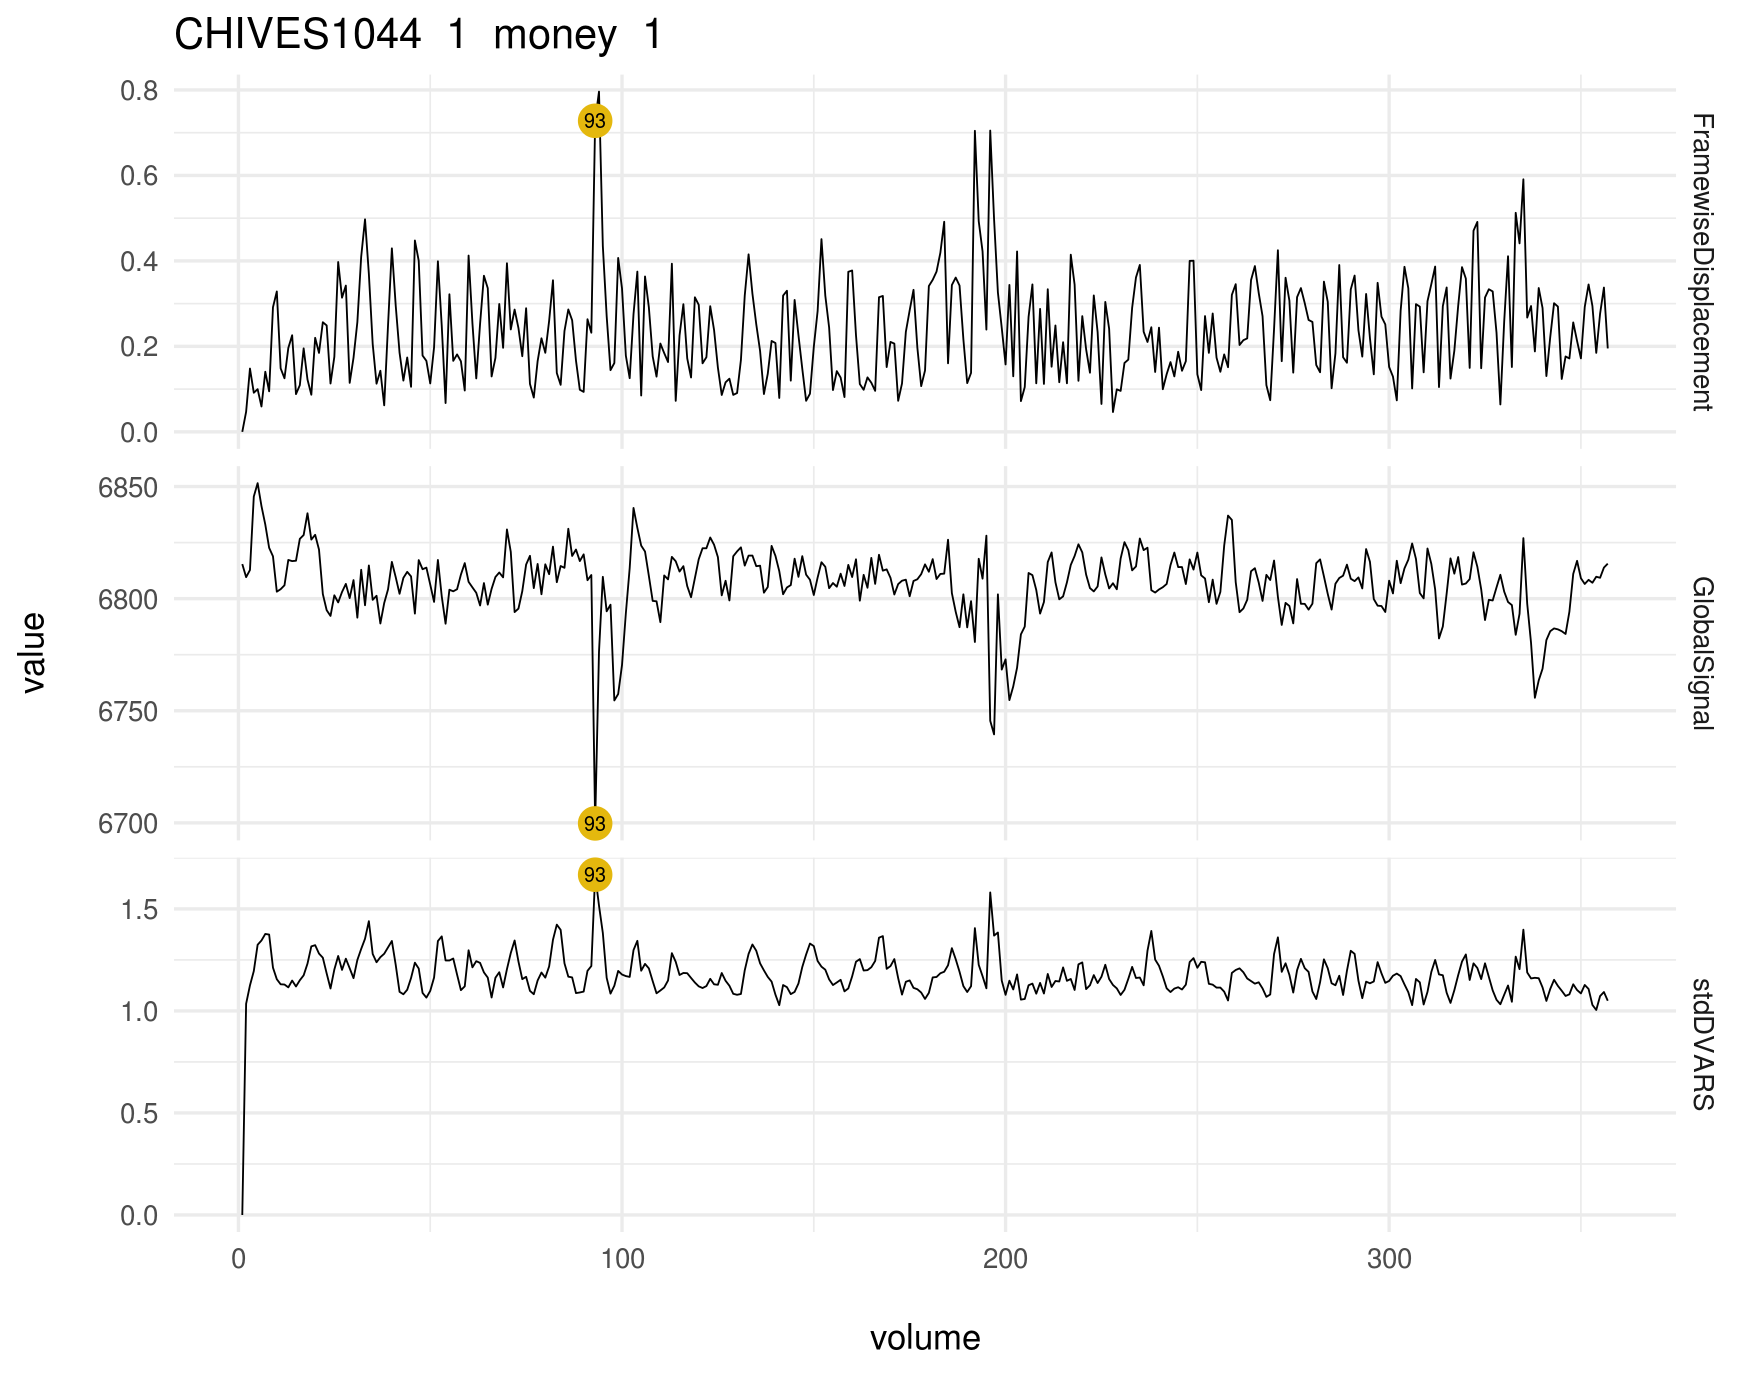 CHIVES1044 1 money 1
0.8
0.6
0.4
0.2
0.0
93
FramewiseDisplacement
6850
6800
6750
6700
93
GlobalSignal
1.5
1.0
0.5
0.0
93
stdDVARS
value
0 100 200 300
volume